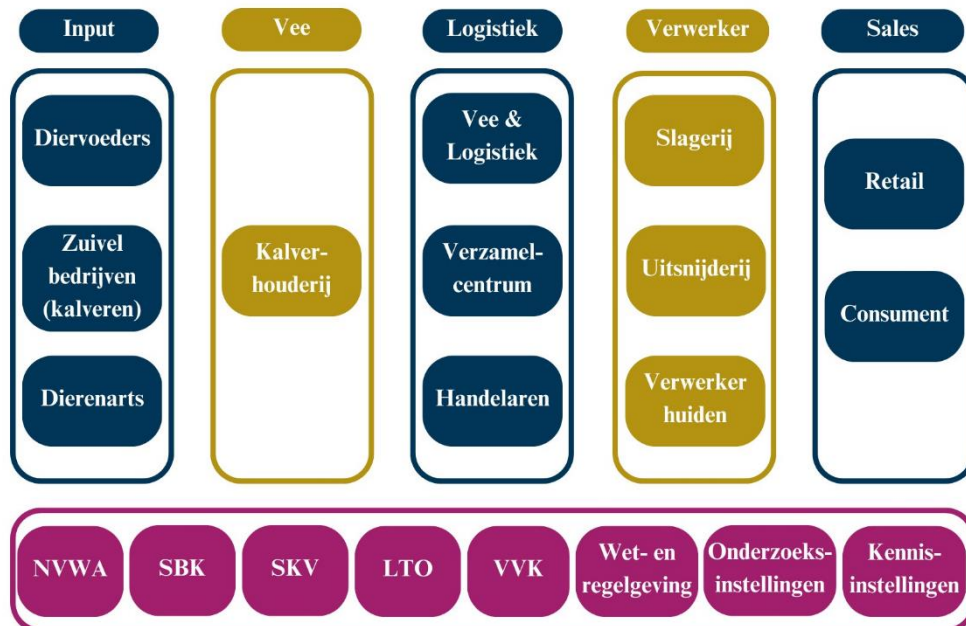 Input
Vee
Logistiek
Verwerker
Sales
Diervoeders
Zuivel
bedrijven
(kalveren)
Dierenarts
Kalver-
houderij
Vee &
Logistiek
Verzamel-
centrum
Handelaren
Slagerij
Uitsnijderij
Verwerker
huiden
Retail
Consument
NVWA
SBK
SKV
LTO
VVK
Wet- en
regelgeving
Onderzoeks-
instellingen
Kennis-
instellingen